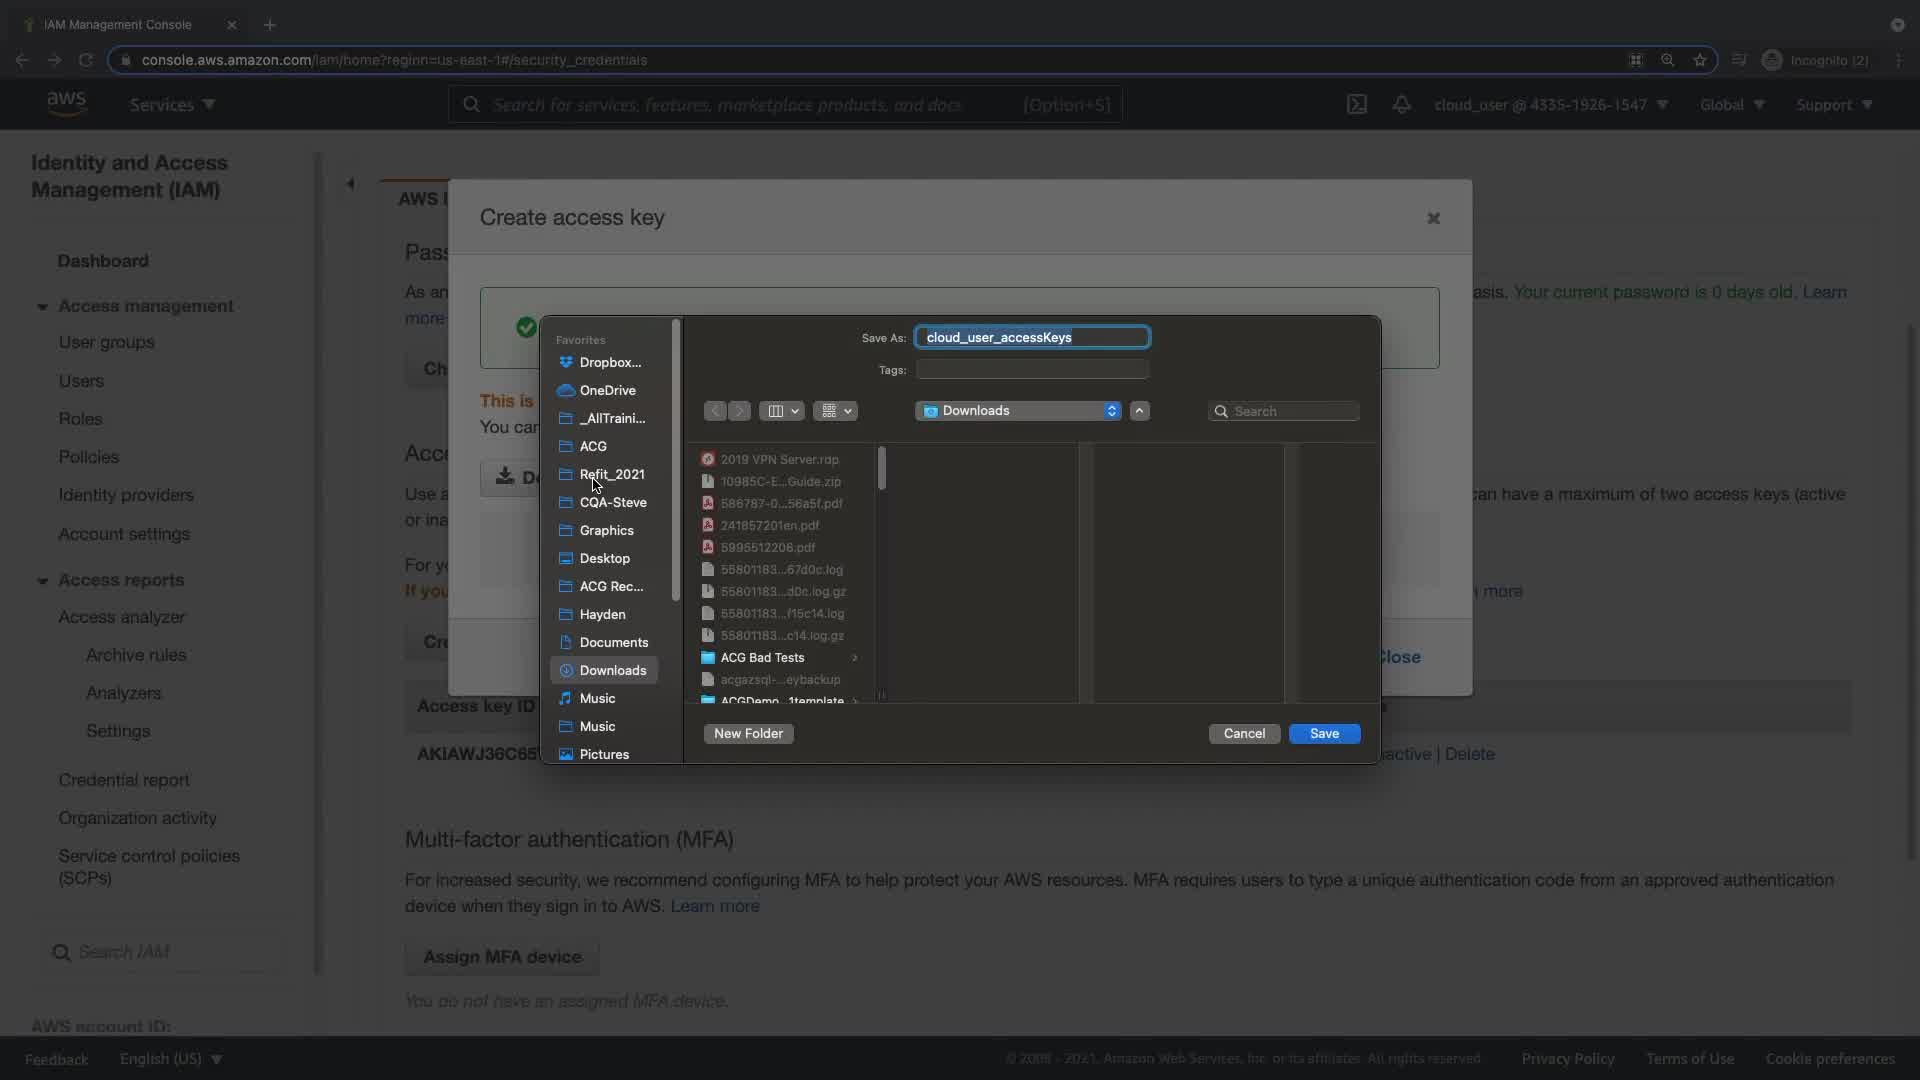 IAM Management Console
console.aws.amazon.com/iam/home?region=us-east-1#/security_credentials
Incognito (2)
aws
Services
Search for services, features, marketplace products, and docs
[Option+S]
cloud_user @ 4335-1926-1547
Global
Support
Identity and Access
Management (IAM)
Dashboard
Access management
User groups
Users
Roles
Policies
Identity providers
Account settings
Access reports
Access analyzer
Archive rules
Analyzers
Settings
Credential report
Organization activity
Service control policies
(SCPs)
Search IAM
AWS account ID:
AWS I
Pass
As an
asis. Your current password is 0 days old. Learn
more
Ch
Create access key
This is
You can
Acce
De
Use a
can have a maximum of two access keys (active
or ina
For yo
If you
n more
Cre
Close
Access key ID
AKIAWJ36C65
active | Delete
Favorites
Dropbox...
OneDrive
_AllTraini...
ACG
Refit_2021
CQA-Steve
Graphics
Desktop
ACG Rec...
Hayden
Documents
Downloads
Music
Music
Pictures
Save As:
cloud_user_accessKeys
Tags:
Downloads
Search
2019 VPN Server.rdp
10985C-E...Guide.zip
586787-0...56a5f.pdf
241857201en.pdf
5995512206.pdf
55801183...67d0c.log
55801183...d0c.log.gz
55801183...f15c14.log
55801183...c14.log.gz
ACG Bad Tests
acgazsql-...eybackup
ACGDemo...1template
New Folder
Cancel
Save
Multi-factor authentication (MFA)
For increased security, we recommend configuring MFA to help protect your AWS resources. MFA requires users to type a unique authentication code from an approved authentication
device when they sign in to AWS. Learn more
Assign MFA device
You do not have an assigned MFA device.
Feedback
English (US)
© 2008 - 2021, Amazon Web Services, Inc. or its affiliates. All rights reserved.
Privacy Policy
Terms of Use
Cookie preferences